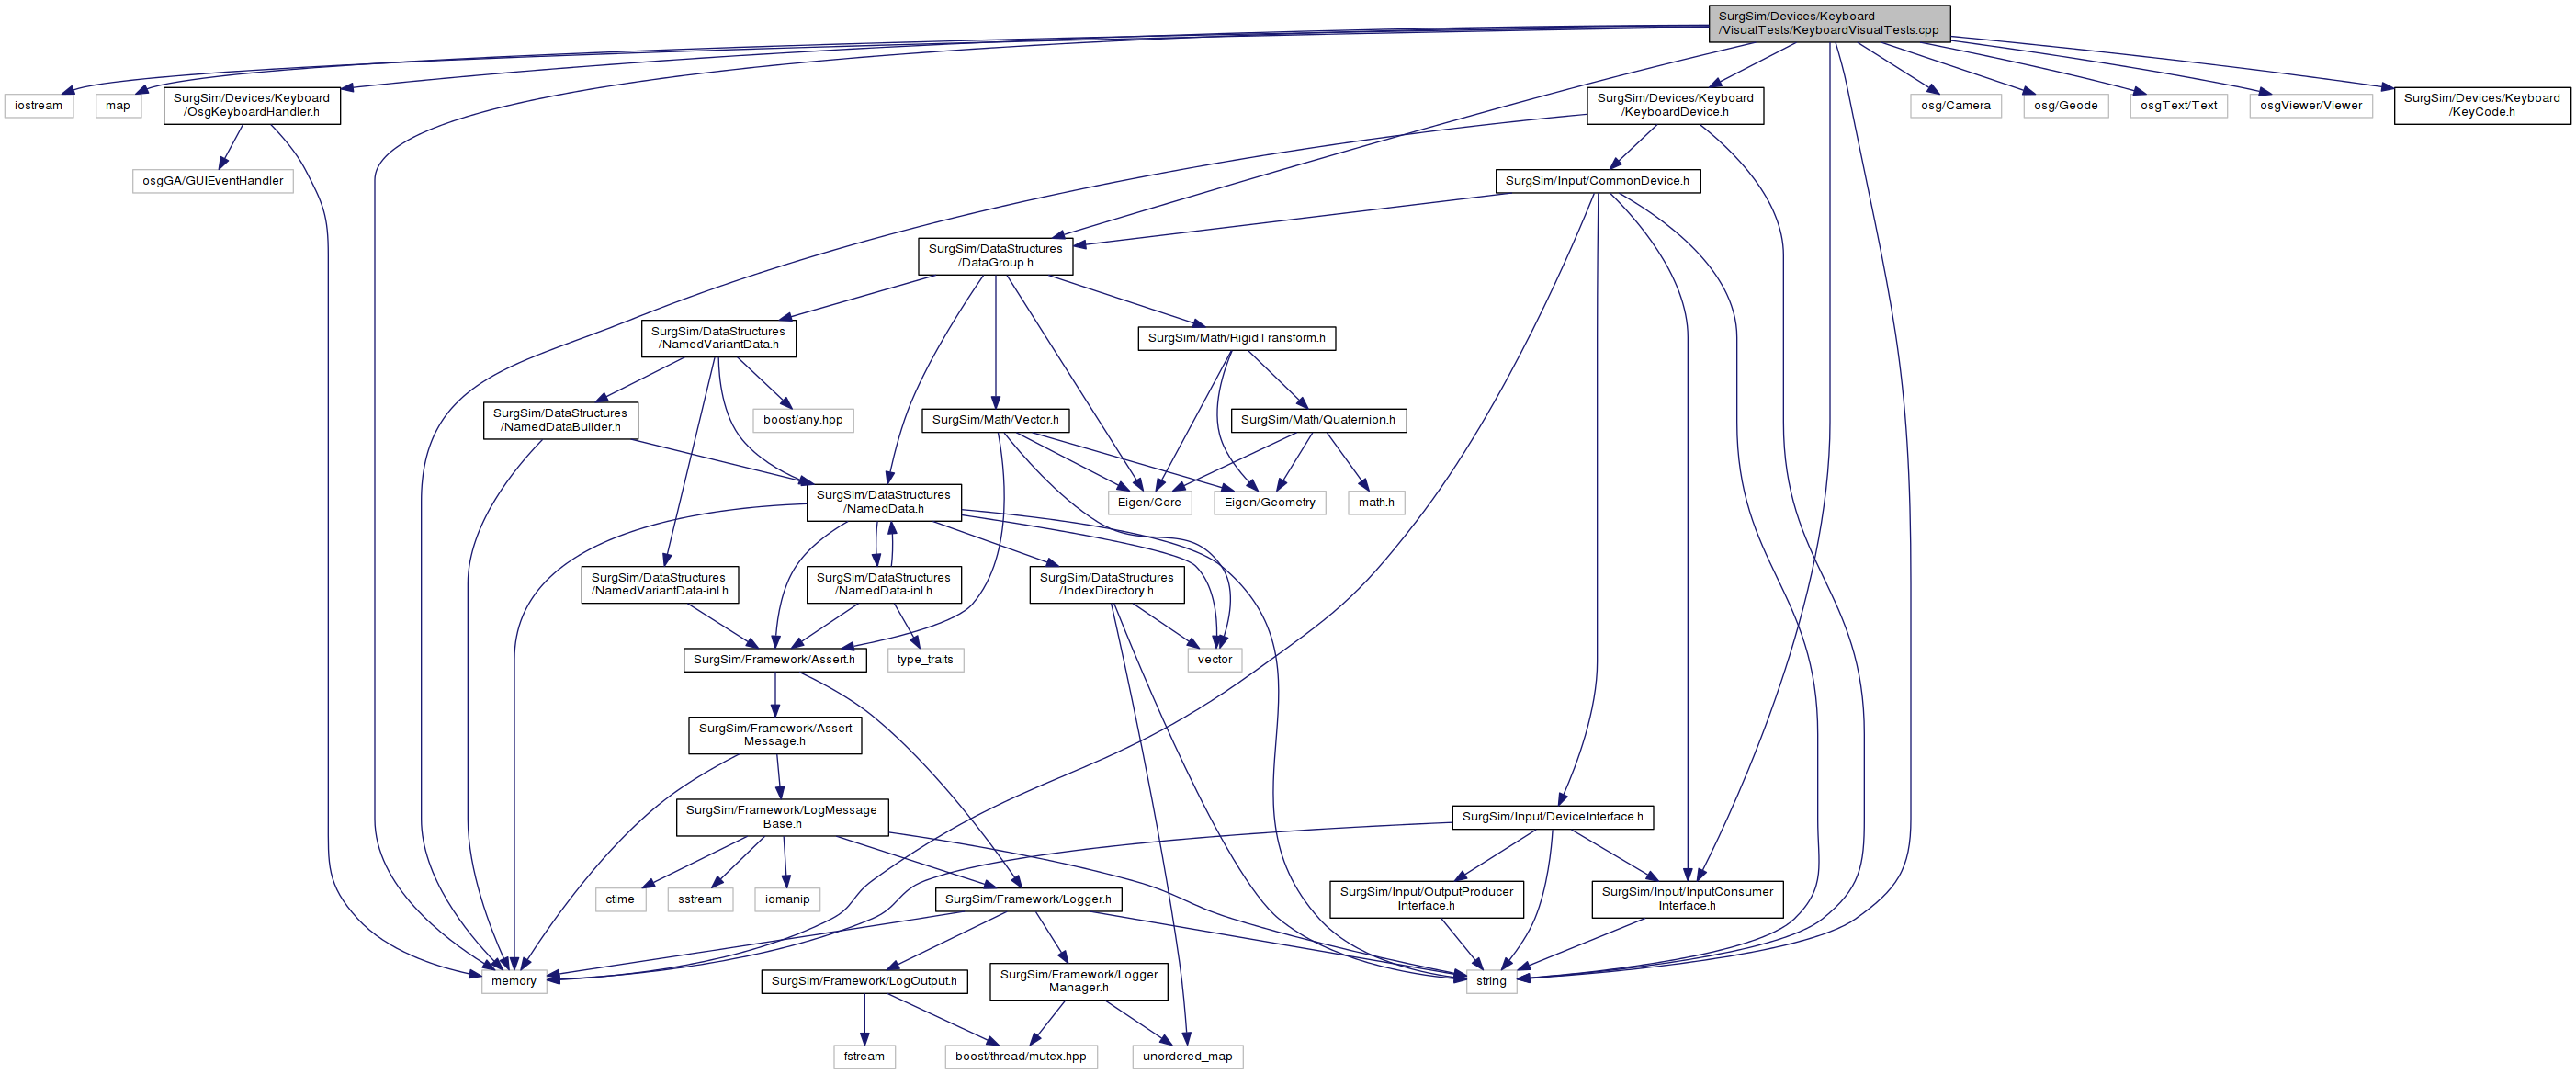 SurgSim/Devices/Keyboard
/VisualTests/KeyboardVisualTests.cpp
iostream
map
SurgSim/Devices/Keyboard
/OsgKeyboardHandler.h
SurgSim/Devices/Keyboard
/KeyboardDevice.h
osg/Camera
osg/Geode
osgText/Text
osgViewer/Viewer
SurgSim/Devices/Keyboard
/KeyCode.h
osgGA/GUIEventHandler
SurgSim/Input/CommonDevice.h
SurgSim/DataStructures
/DataGroup.h
SurgSim/DataStructures
/NamedVariantData.h
SurgSim/Math/RigidTransform.h
SurgSim/DataStructures
/NamedDataBuilder.h
boost/any.hpp
SurgSim/Math/Vector.h
SurgSim/Math/Quaternion.h
SurgSim/DataStructures
/NamedData.h
Eigen/Core
Eigen/Geometry
math.h
SurgSim/DataStructures
/NamedVariantData-inl.h
SurgSim/DataStructures
/NamedData-inl.h
SurgSim/DataStructures
/IndexDirectory.h
SurgSim/Framework/Assert.h
type_traits
vector
SurgSim/Framework/Assert
Message.h
SurgSim/Framework/LogMessage
Base.h
SurgSim/Input/DeviceInterface.h
ctime
sstream
iomanip
SurgSim/Framework/Logger.h
SurgSim/Input/OutputProducer
Interface.h
SurgSim/Input/InputConsumer
Interface.h
memory
SurgSim/Framework/LogOutput.h
SurgSim/Framework/Logger
Manager.h
string
fstream
boost/thread/mutex.hpp
unordered_map